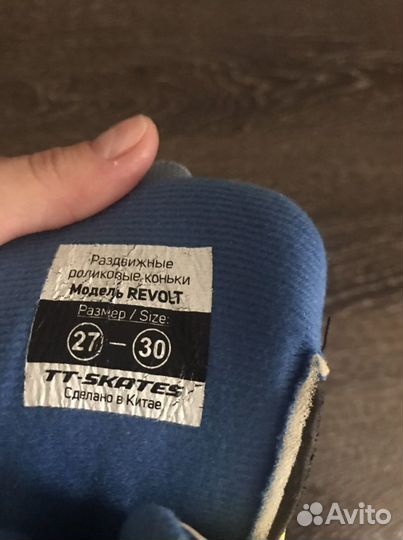 Раздвижные
роликовые коньки
Модель REVOLT
Размер / Size:
27 — 30
TT-SKATES
Сделано в Китае
Avito